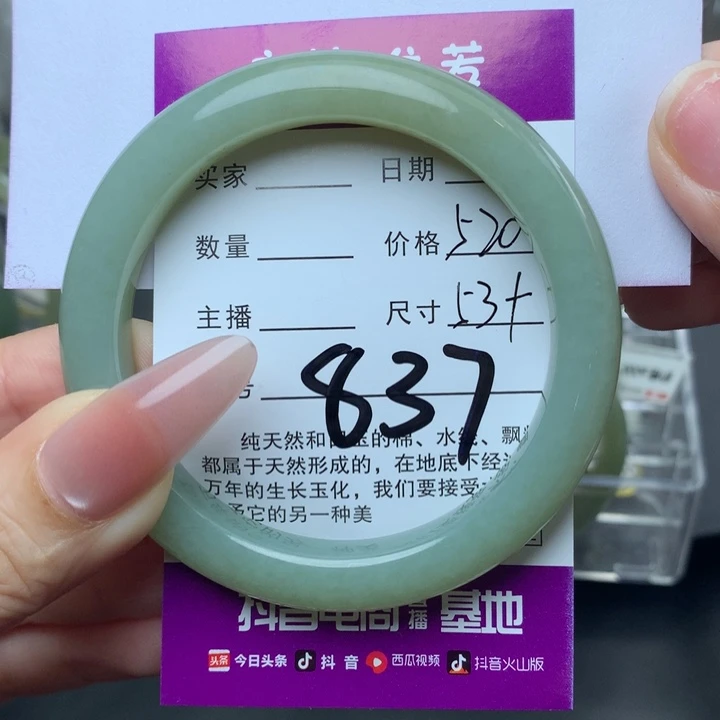 荐
买家 日期
数量 价格 520
主播 尺寸 53+
837
纯天然和田玉的棉、水线、飘
都属于天然形成的，在地底下经
万年的生长玉化，我们要接受
它的另一种美
抖音电商直播基地
头条 今日头条 抖音 西瓜视频 抖音火山版